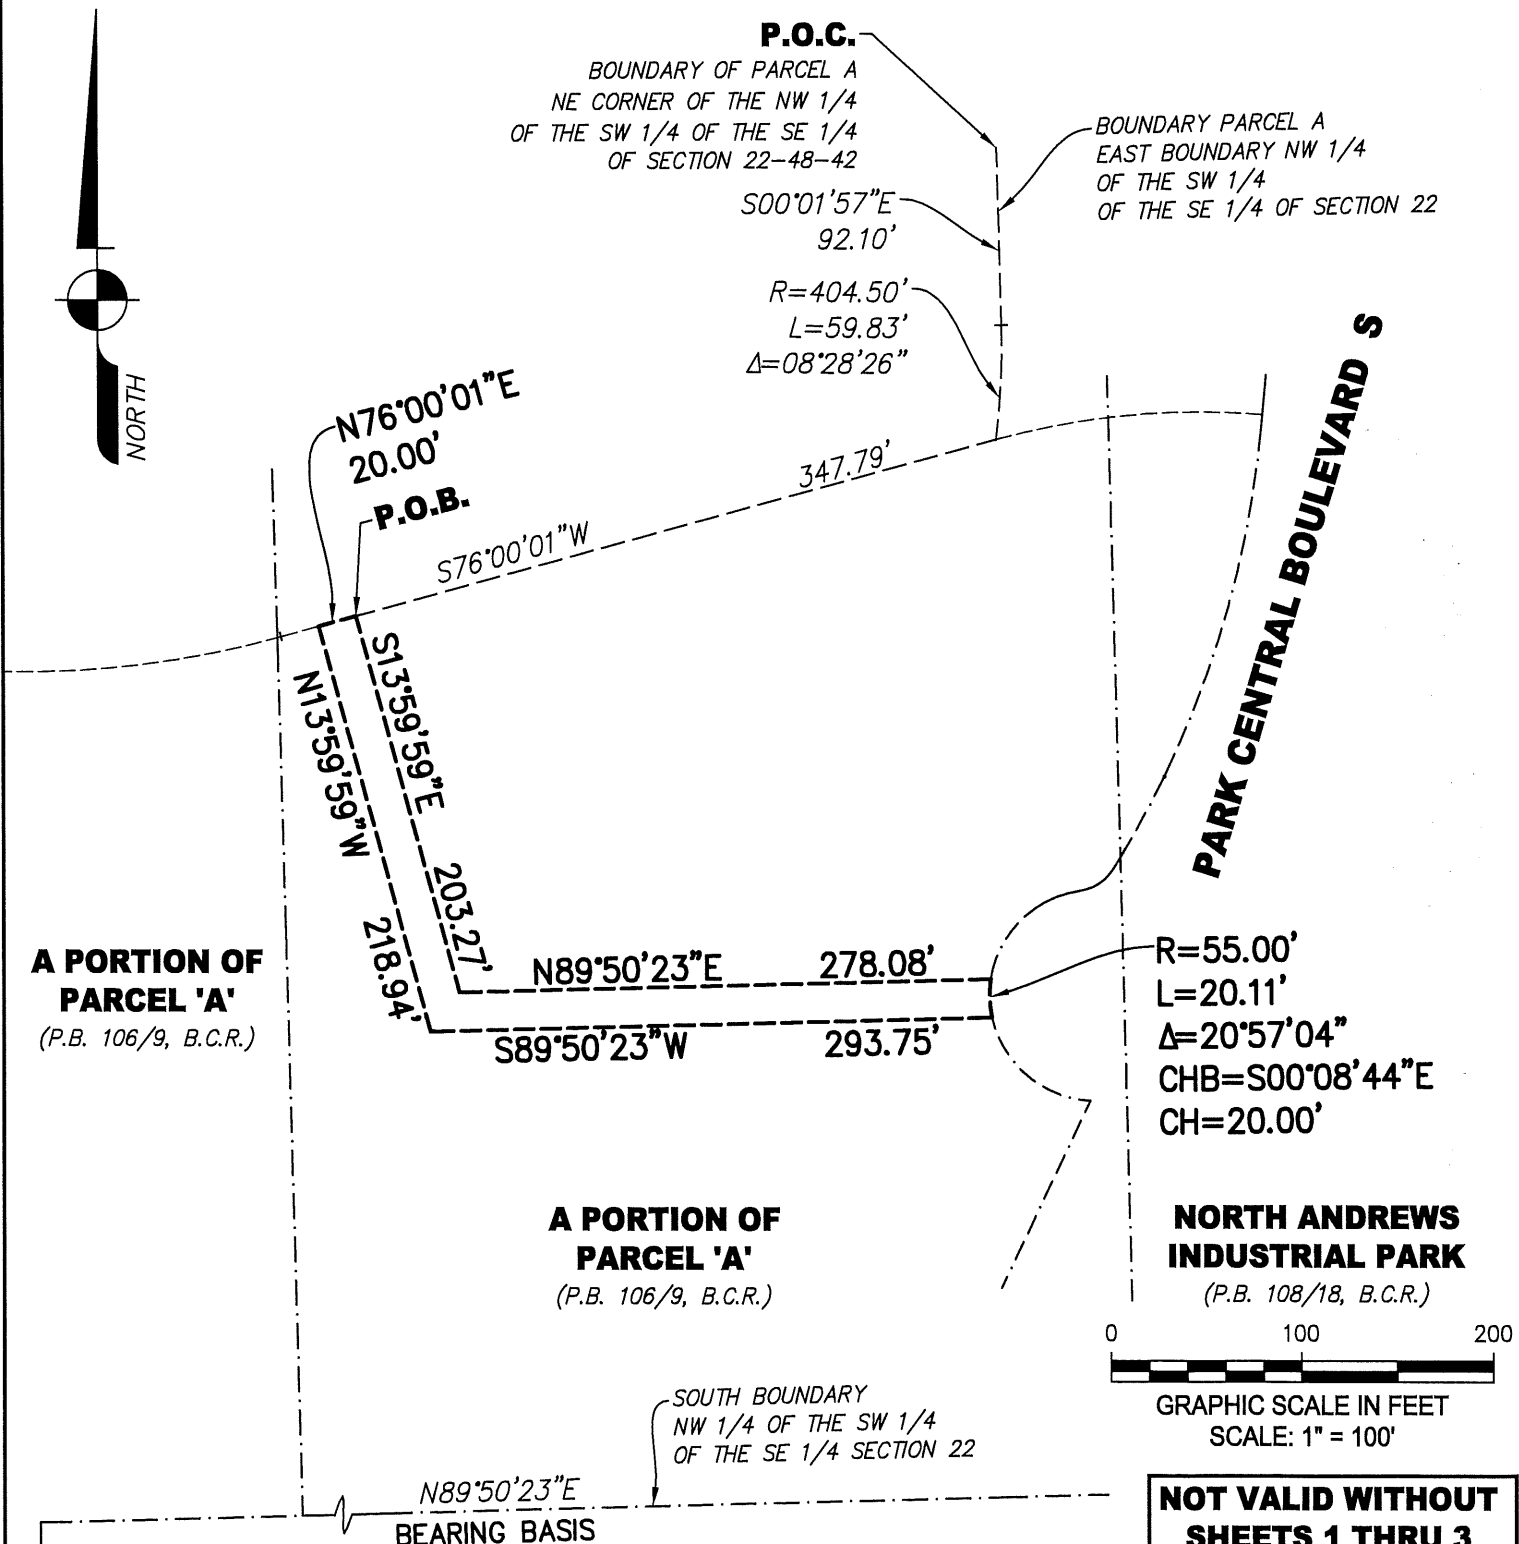 P.O.C.
BOUNDARY OF PARCEL A
NE CORNER OF THE NW 1/4
OF THE SW 1/4 OF THE SE 1/4
OF SECTION 22-48-42
BOUNDARY PARCEL A
EAST BOUNDARY NW 1/4
OF THE SW 1/4
OF THE SE 1/4 OF SECTION 22
S00°01'57"E
92.10'
R=404.50'
L=59.83'
Δ=08°28'26"
NORTH
N76°00'01"E
20.00'
P.O.B.
S76°00'01"W
347.79'
PARK CENTRAL BOULEVARD S
S13°59'59"E
203.27'
N13°59'59"W
218.94'
N89°50'23"E
278.08'
S89°50'23"W
293.75'
R=55.00'
L=20.11'
Δ=20°57'04"
CHB=S00°08'44"E
CH=20.00'
A PORTION OF
PARCEL 'A'
(P.B. 106/9, B.C.R.)
A PORTION OF
PARCEL 'A'
(P.B. 106/9, B.C.R.)
NORTH ANDREWS
INDUSTRIAL PARK
(P.B. 108/18, B.C.R.)
0 100 200
GRAPHIC SCALE IN FEET
SCALE: 1" = 100'
SOUTH BOUNDARY
NW 1/4 OF THE SW 1/4
OF THE SE 1/4 SECTION 22
N89°50'23"E
BEARING BASIS
NOT VALID WITHOUT
SHEETS 1 THRU 3